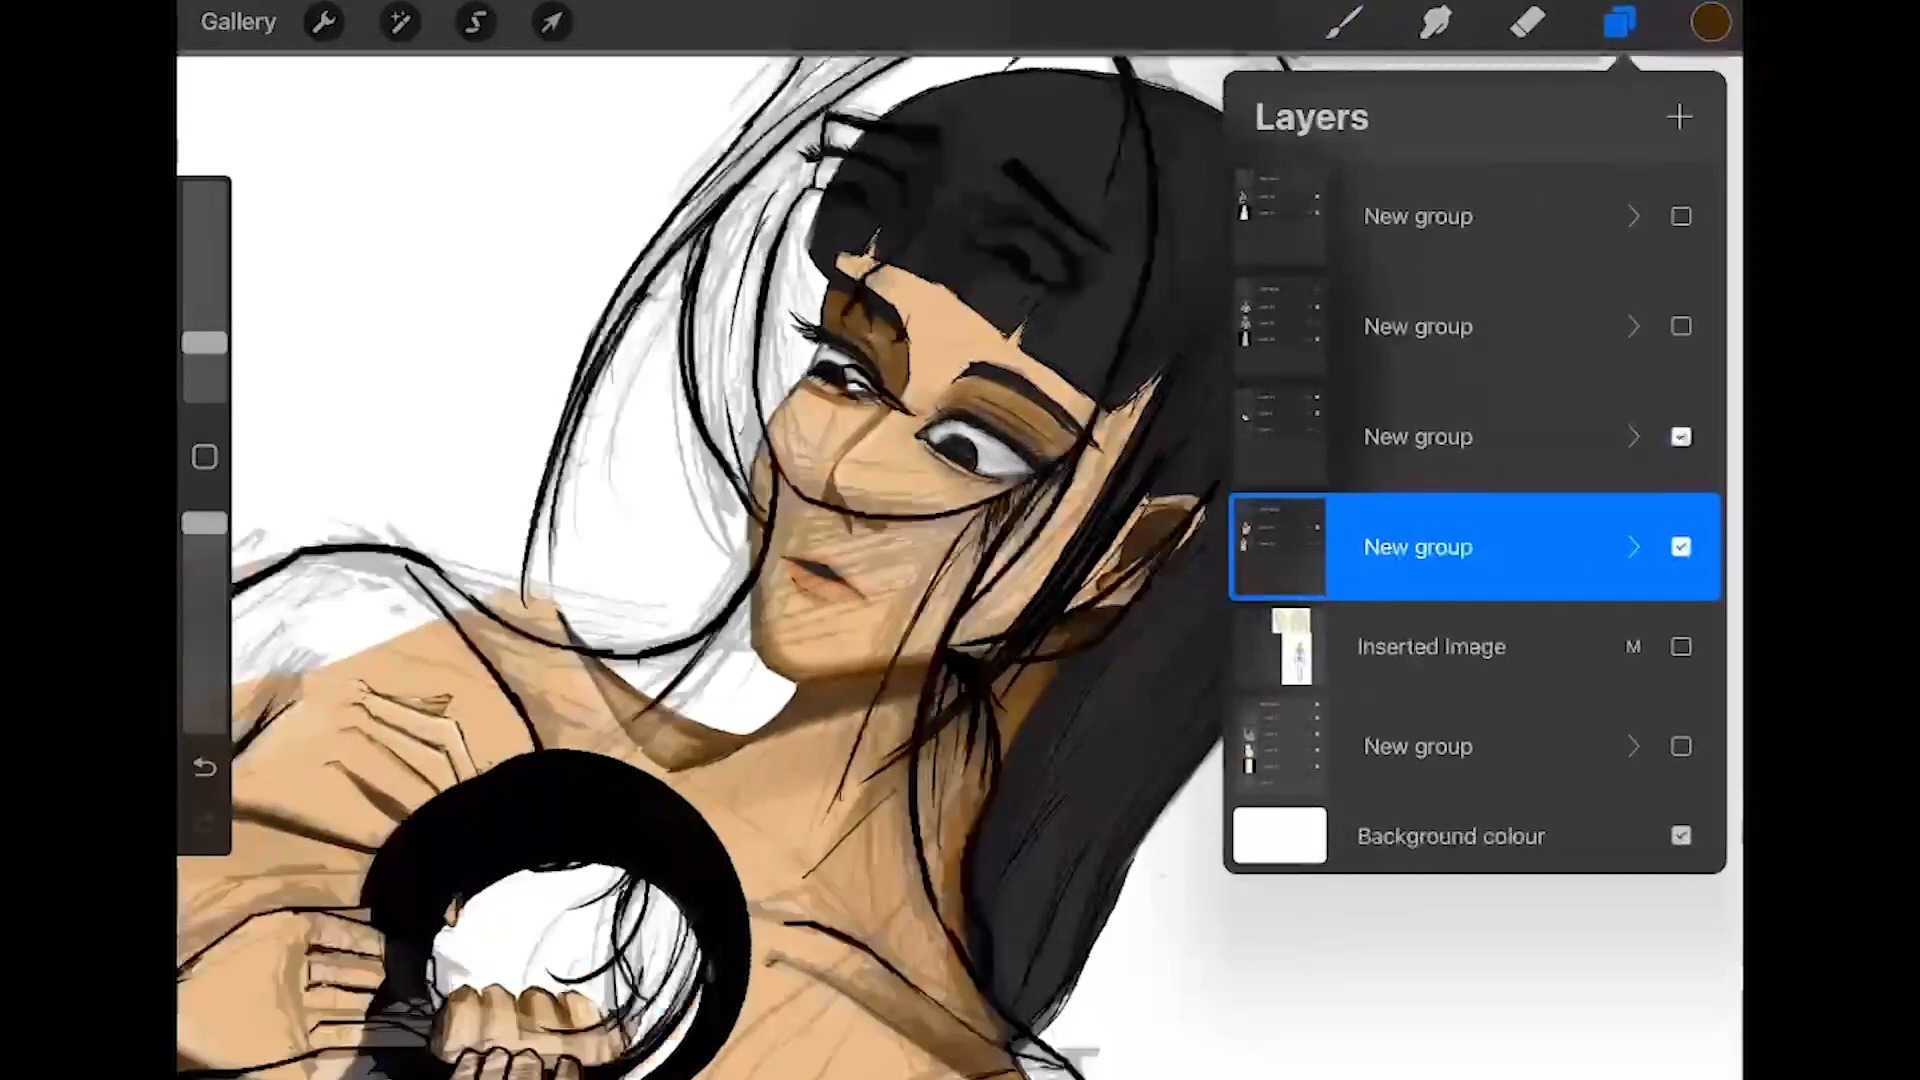 Gallery
Layers
New group
New group
New group
New group
Inserted Image M
New group
Background colour